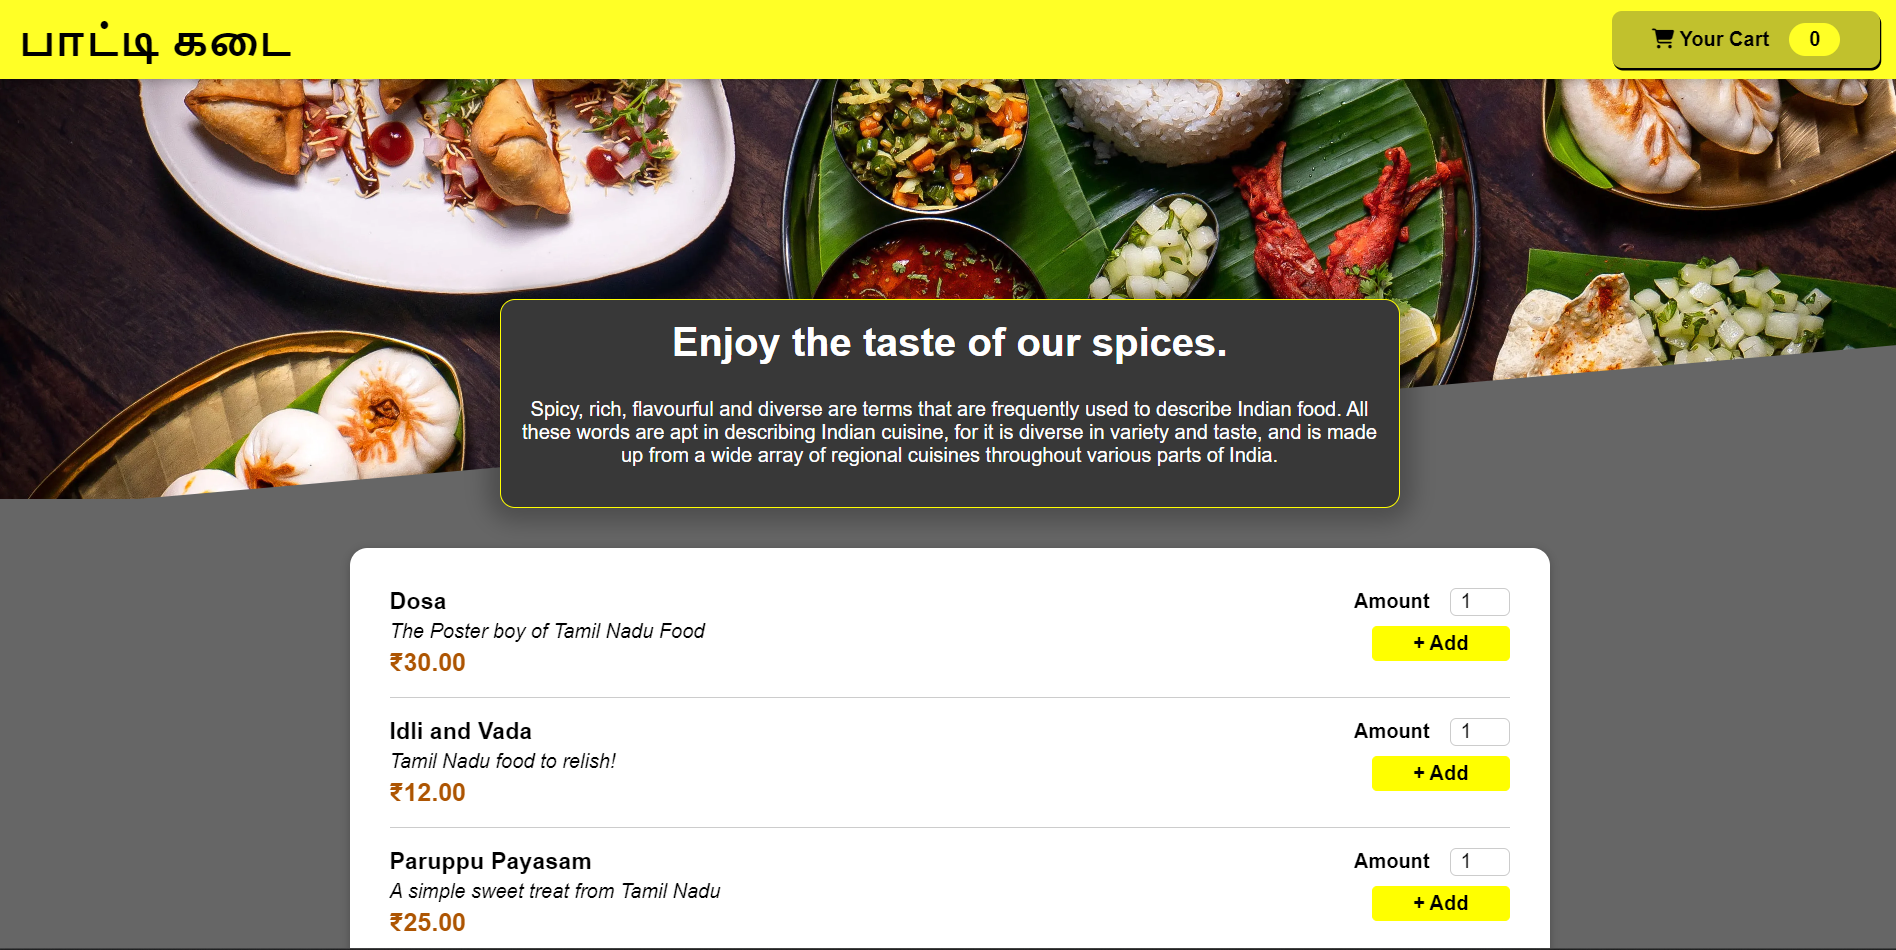 பாட்டி கடை
Your Cart 0
Enjoy the taste of our spices.
Spicy, rich, flavourful and diverse are terms that are frequently used to describe Indian food. All
these words are apt in describing Indian cuisine, for it is diverse in variety and taste, and is made
up from a wide array of regional cuisines throughout various parts of India.
Dosa
The Poster boy of Tamil Nadu Food
₹30.00
Amount 1
+ Add
Idli and Vada
Tamil Nadu food to relish!
₹12.00
Amount 1
+ Add
Paruppu Payasam
A simple sweet treat from Tamil Nadu
₹25.00
Amount 1
+ Add